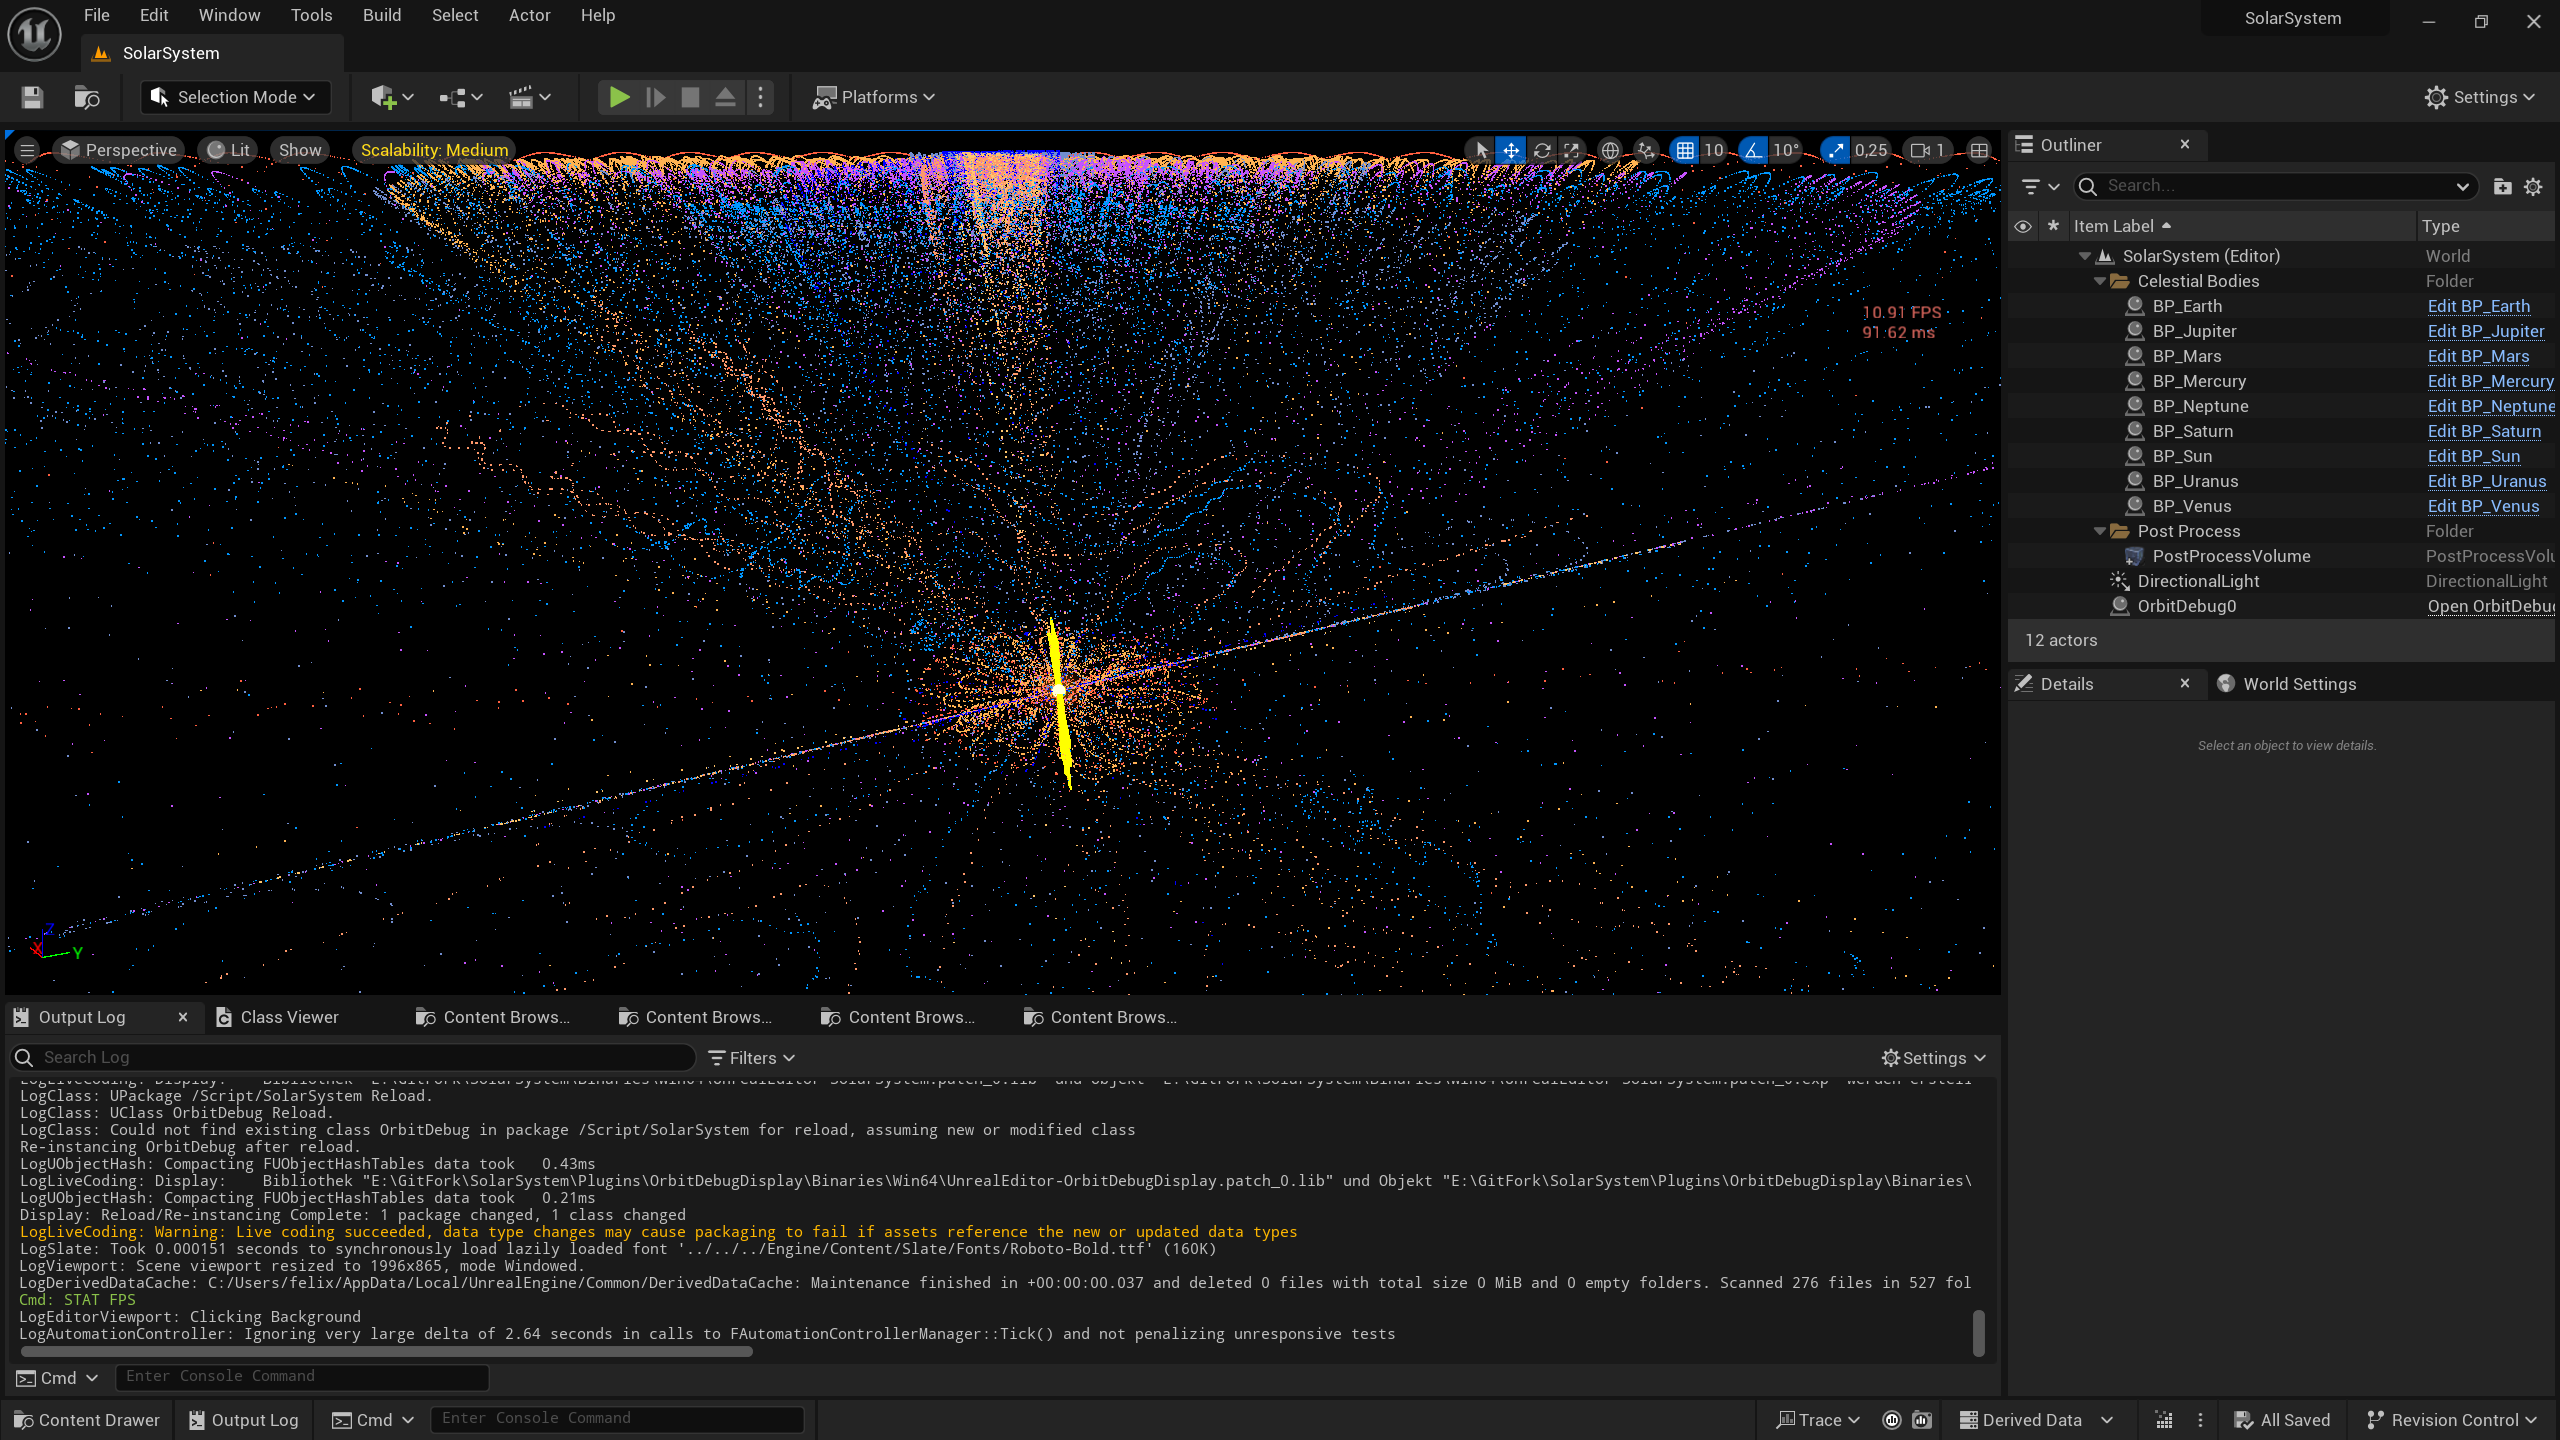 File Edit Window Tools Build Select Actor Help
SolarSystem
SolarSystem
Selection Mode
Platforms
Settings
Perspective
Lit
Show
Scalability: Medium
10
10°
0,25
1
10.91 FPS
91.62 ms
X
Y
Z
Outliner
Search...
Item Label
Type
SolarSystem (Editor) World
Celestial Bodies Folder
BP_Earth Edit BP_Earth
BP_Jupiter Edit BP_Jupiter
BP_Mars Edit BP_Mars
BP_Mercury Edit BP_Mercury
BP_Neptune Edit BP_Neptune
BP_Saturn Edit BP_Saturn
BP_Sun Edit BP_Sun
BP_Uranus Edit BP_Uranus
BP_Venus Edit BP_Venus
Post Process Folder
PostProcessVolume PostProcessVolu
DirectionalLight DirectionalLight
OrbitDebug0 Open OrbitDebug
12 actors
Details
World Settings
Select an object to view details.
Output Log
Class Viewer
Content Brows...
Content Brows...
Content Brows...
Content Brows...
Search Log
Filters
Settings
LogClass: UPackage /Script/SolarSystem Reload.
LogClass: UClass OrbitDebug Reload.
LogClass: Could not find existing class OrbitDebug in package /Script/SolarSystem for reload, assuming new or modified class
Re-instancing OrbitDebug after reload.
LogUObjectHash: Compacting FUObjectHashTables data took   0.43ms
LogLiveCoding: Display:    Bibliothek "E:\GitFork\SolarSystem\Plugins\OrbitDebugDisplay\Binaries\Win64\UnrealEditor-OrbitDebugDisplay.patch_0.lib" und Objekt "E:\GitFork\SolarSystem\Plugins\OrbitDebugDisplay\Binaries\
LogUObjectHash: Compacting FUObjectHashTables data took   0.21ms
Display: Reload/Re-instancing Complete: 1 package changed, 1 class changed
LogLiveCoding: Warning: Live coding succeeded, data type changes may cause packaging to fail if assets reference the new or updated data types
LogSlate: Took 0.000151 seconds to synchronously load lazily loaded font '../../../Engine/Content/Slate/Fonts/Roboto-Bold.ttf' (160K)
LogViewport: Scene viewport resized to 1996x865, mode Windowed.
LogDerivedDataCache: C:/Users/felix/AppData/Local/UnrealEngine/Common/DerivedDataCache: Maintenance finished in +00:00:00.037 and deleted 0 files with total size 0 MiB and 0 empty folders. Scanned 276 files in 527 fol
Cmd: STAT FPS
LogEditorViewport: Clicking Background
LogAutomationController: Ignoring very large delta of 2.64 seconds in calls to FAutomationControllerManager::Tick() and not penalizing unresponsive tests
Cmd
Enter Console Command
Content Drawer
Output Log
Cmd
Enter Console Command
Trace
Derived Data
All Saved
Revision Control